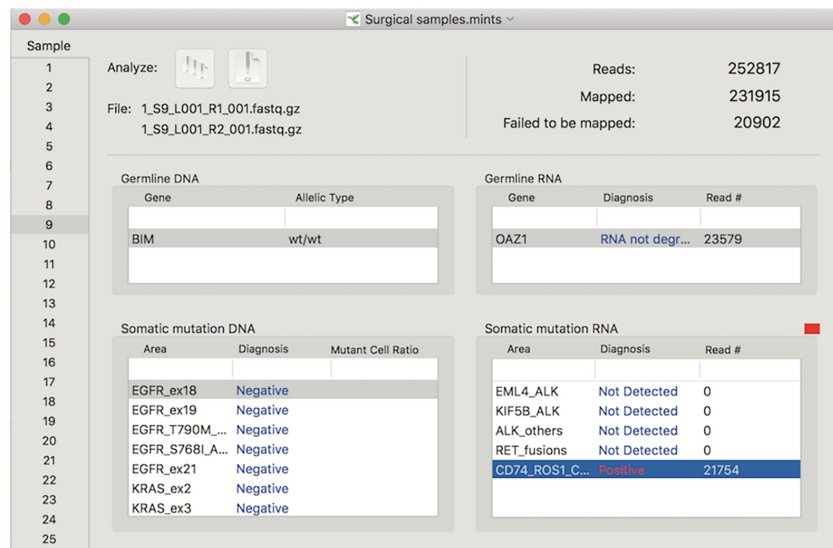 Surgical samples.mints
Sample
1
2
3
4
5
6
7
8
9
10
11
12
13
14
15
16
17
18
19
20
21
22
23
24
25
Analyze:
File: 1_S9_L001_R1_001.fastq.gz
1_S9_L001_R2_001.fastq.gz
Reads: 252817
Mapped: 231915
Failed to be mapped: 20902
Germline DNA
Gene Allelic Type
BIM wt/wt
Germline RNA
Gene Diagnosis Read #
OAZ1 RNA not degr... 23579
Somatic mutation DNA
Area Diagnosis Mutant Cell Ratio
EGFR_ex18 Negative
EGFR_ex19 Negative
EGFR_T790M_... Negative
EGFR_S768I_A... Negative
EGFR_ex21 Negative
KRAS_ex2 Negative
KRAS_ex3 Negative
Somatic mutation RNA
Area Diagnosis Read #
EML4_ALK Not Detected 0
KIF5B_ALK Not Detected 0
ALK_others Not Detected 0
RET_fusions Not Detected 0
CD74_ROS1_C... Positive 21754